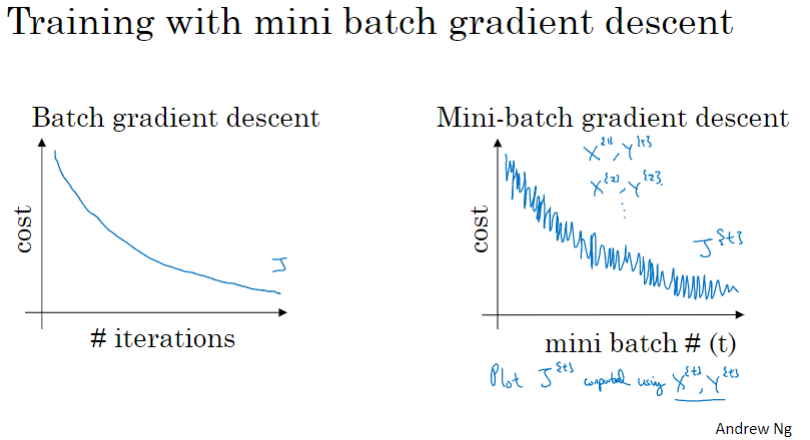 Training with mini batch gradient descent
Batch gradient descent
cost
J
# iterations
Mini-batch gradient descent
X^{1}, Y^{1}
X^{2}, Y^{2}
⋮
cost
J^{t}
mini batch # (t)
Plot J^{t} computed using X^{t}, Y^{t}
Andrew Ng